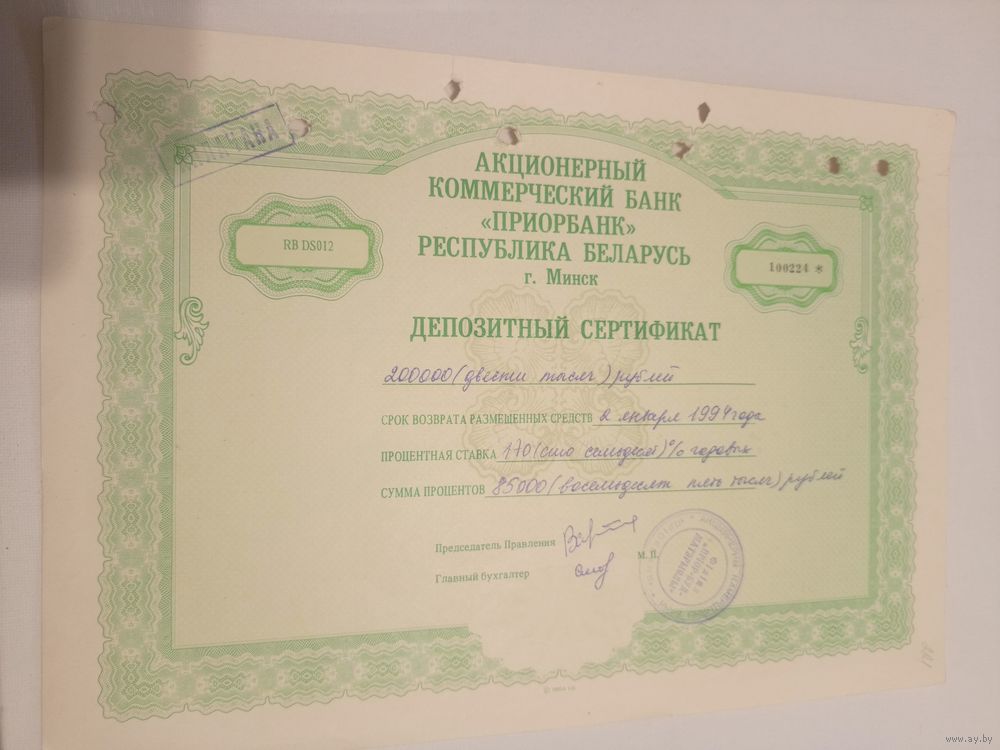 АКЦИОНЕРНЫЙ
КОММЕРЧЕСКИЙ БАНК
«ПРИОРБАНК»
РЕСПУБЛИКА БЕЛАРУСЬ
г. Минск
RB DS012
100224 *
ДЕПОЗИТНЫЙ СЕРТИФИКАТ
200000 (двести тысяч) рублей
СРОК ВОЗВРАТА РАЗМЕЩЕННЫХ СРЕДСТВ 2 января 1994 года
ПРОЦЕНТНАЯ СТАВКА 170 (сто семьдесят) % годовых
СУММА ПРОЦЕНТОВ 85000 (восемьдесят пять тысяч) рублей
Председатель Правления
М. П.
Главный бухгалтер
www.ay.by